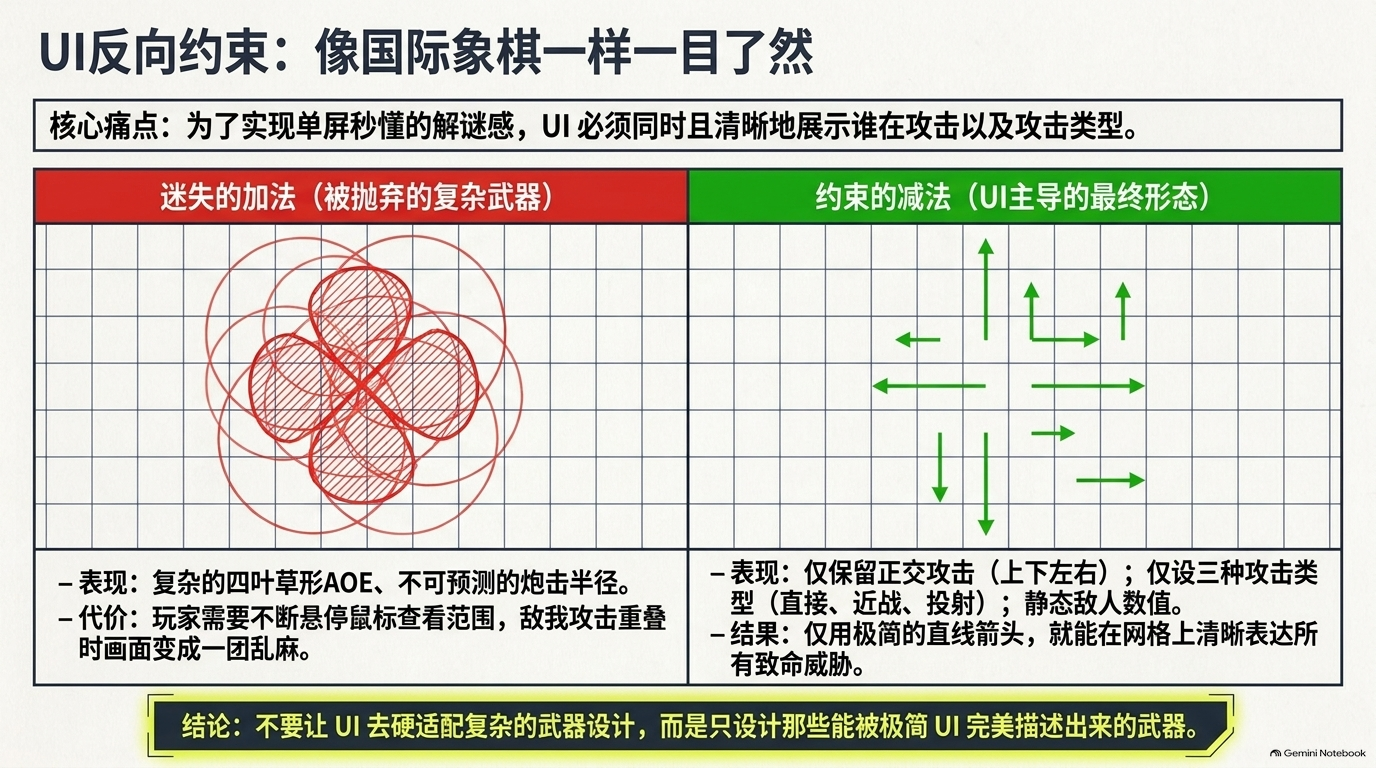 UI反向约束：像国际象棋一样一目了然
核心痛点：为了实现单屏秒懂的解谜感，UI 必须同时且清晰地展示谁在攻击以及攻击类型。
迷失的加法（被抛弃的复杂武器）
– 表现：复杂的四叶草形AOE、不可预测的炮击半径。
– 代价：玩家需要不断悬停鼠标查看范围，敌我攻击重叠
时画面变成一团乱麻。
约束的减法（UI主导的最终形态）
– 表现：仅保留正交攻击（上下左右）；仅设三种攻击类
型（直接、近战、投射）；静态敌人数值。
– 结果：仅用极简的直线箭头，就能在网格上清晰表达所
有致命威胁。
结论：不要让 UI 去硬适配复杂的武器设计，而是只设计那些能被极简 UI 完美描述出来的武器。
Gemini Notebook